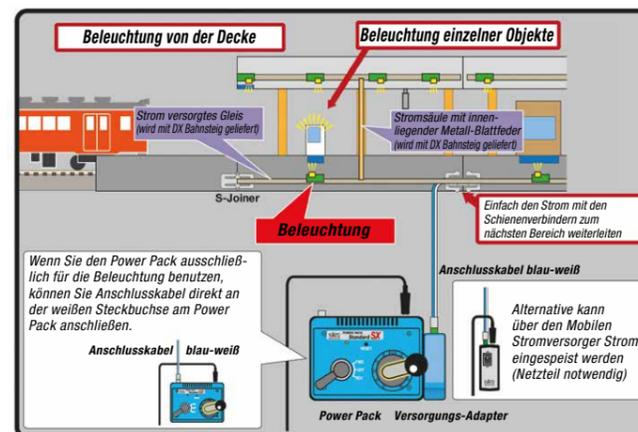 Beleuchtung von der Decke
Beleuchtung einzelner Objekte
Strom versorgtes Gleis
(wird mit DX Bahnsteig geliefert)
Stromsäule mit innen-
liegender Metall-Blattfeder
(wird mit DX Bahnsteig geliefert)
S-Joiner
Beleuchtung
Einfach den Strom mit den
Schienenverbindern zum
nächsten Bereich weiterleiten
Wenn Sie den Power Pack ausschließ-
lich für die Beleuchtung benutzen,
können Sie Anschlusskabel direkt an
der weißen Steckbuchse am Power
Pack anschließen.
Anschlusskabel blau-weiß
Anschlusskabel blau-weiß
Alternative kann
über den Mobilen
Stromversorger Strom
eingespeist werden
(Netzteil notwendig)
POWER PACK
Standard SX
Power Pack
Versorgungs-Adapter